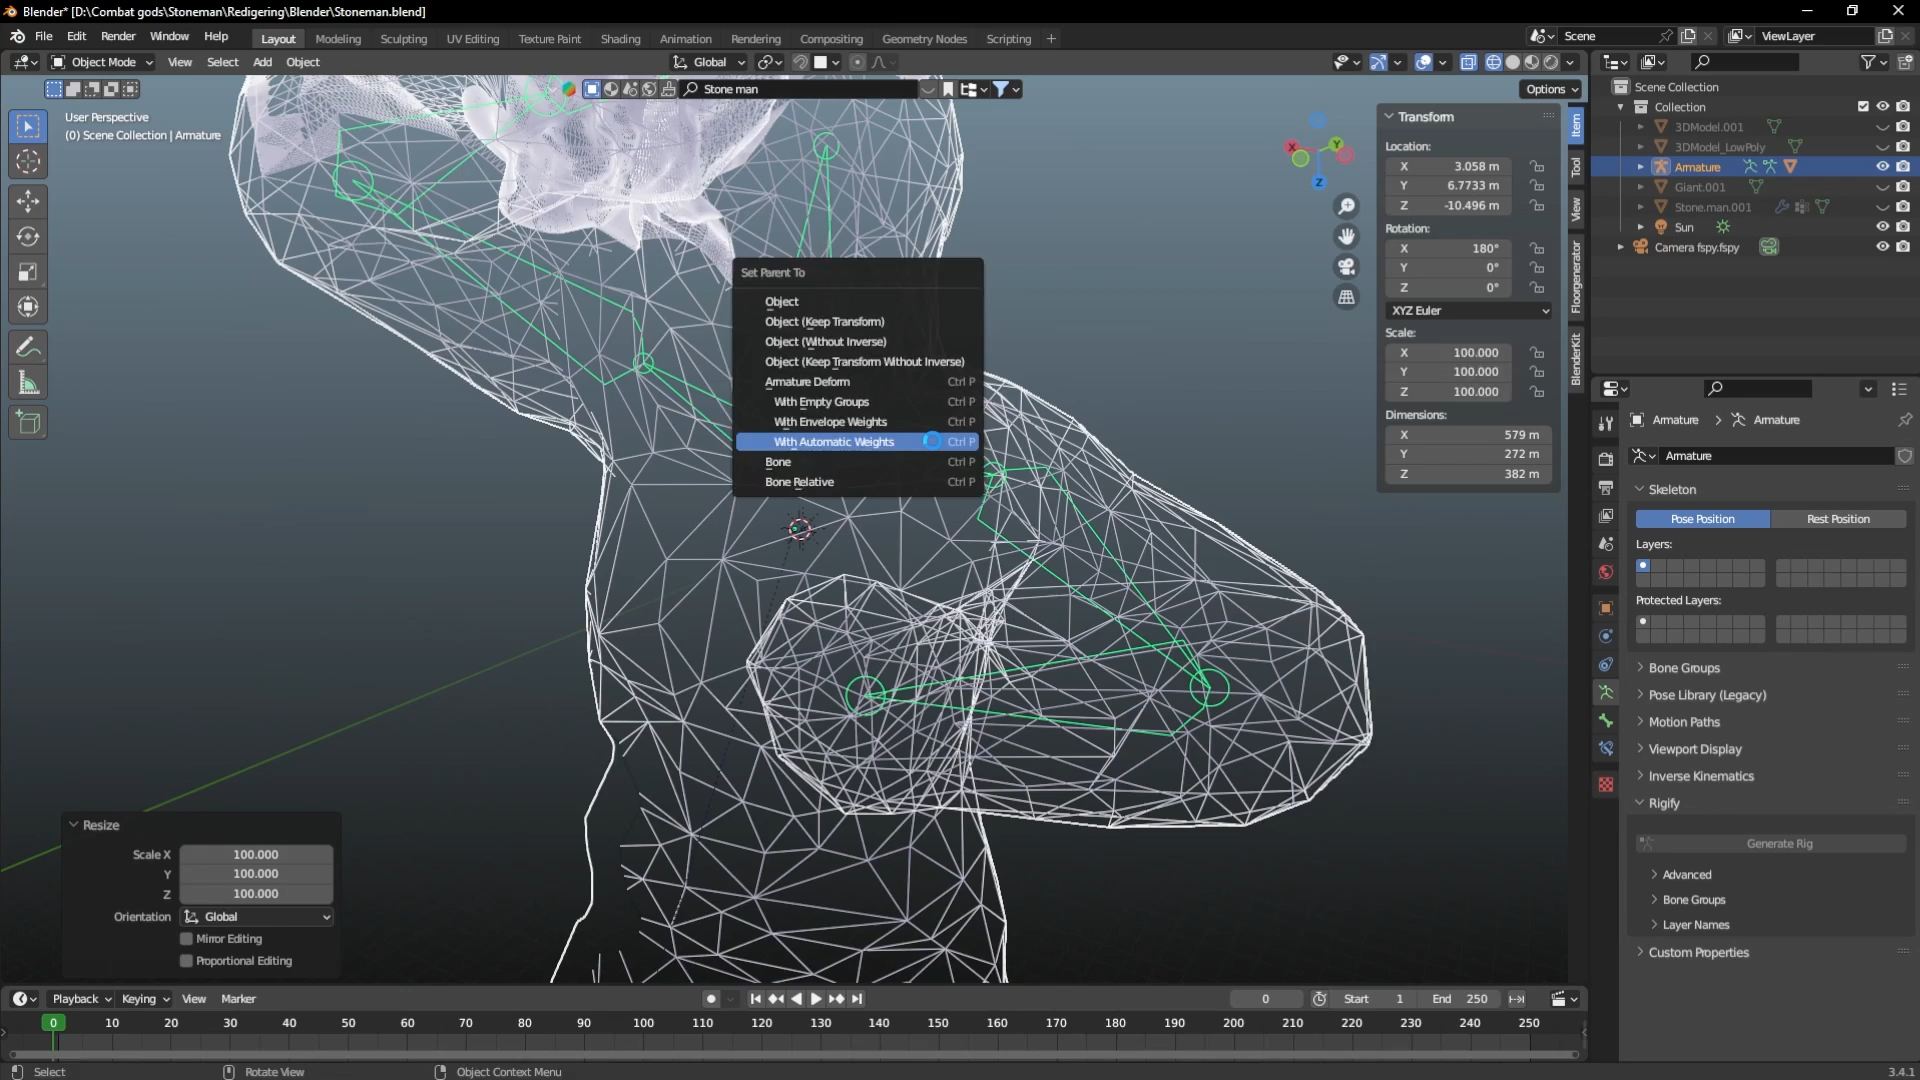 Blender* [D:\Combat gods\Stoneman\Redigering\Blender\Stoneman.blend]
File Edit Render Window Help Layout Modeling Sculpting UV Editing Texture Paint Shading Animation Rendering Compositing Geometry Nodes Scripting + Scene ViewLayer
Object Mode View Select Add Object Global
Stone man Options
User Perspective
(0) Scene Collection | Armature
Set Parent To
Object
Object (Keep Transform)
Object (Without Inverse)
Object (Keep Transform Without Inverse)
Armature Deform Ctrl P
With Empty Groups Ctrl P
With Envelope Weights Ctrl P
With Automatic Weights Ctrl P
Bone Ctrl P
Bone Relative Ctrl P
X
Y
Z
Transform
Location:
X 3.058 m
Y 6.7733 m
Z -10.496 m
Rotation:
X 180°
Y 0°
Z 0°
XYZ Euler
Scale:
X 100.000
Y 100.000
Z 100.000
Dimensions:
X 579 m
Y 272 m
Z 382 m
Item
Tool
View
Floorgenerator
BlenderKit
Scene Collection
Collection
3DModel.001
3DModel_LowPoly
Armature
Giant.001
Stone.man.001
Sun
Camera fspy.fspy
Armature > Armature
Armature
Skeleton
Pose Position Rest Position
Layers:
Protected Layers:
Bone Groups
Pose Library (Legacy)
Motion Paths
Viewport Display
Inverse Kinematics
Rigify
Generate Rig
Advanced
Bone Groups
Layer Names
Custom Properties
Resize
Scale X 100.000
Y 100.000
Z 100.000
Orientation Global
Mirror Editing
Proportional Editing
Playback Keying View Marker 0 Start 1 End 250
0 10 20 30 40 50 60 70 80 90 100 110 120 130 140 150 160 170 180 190 200 210 220 230 240 250
Select Rotate View Object Context Menu 3.4.1